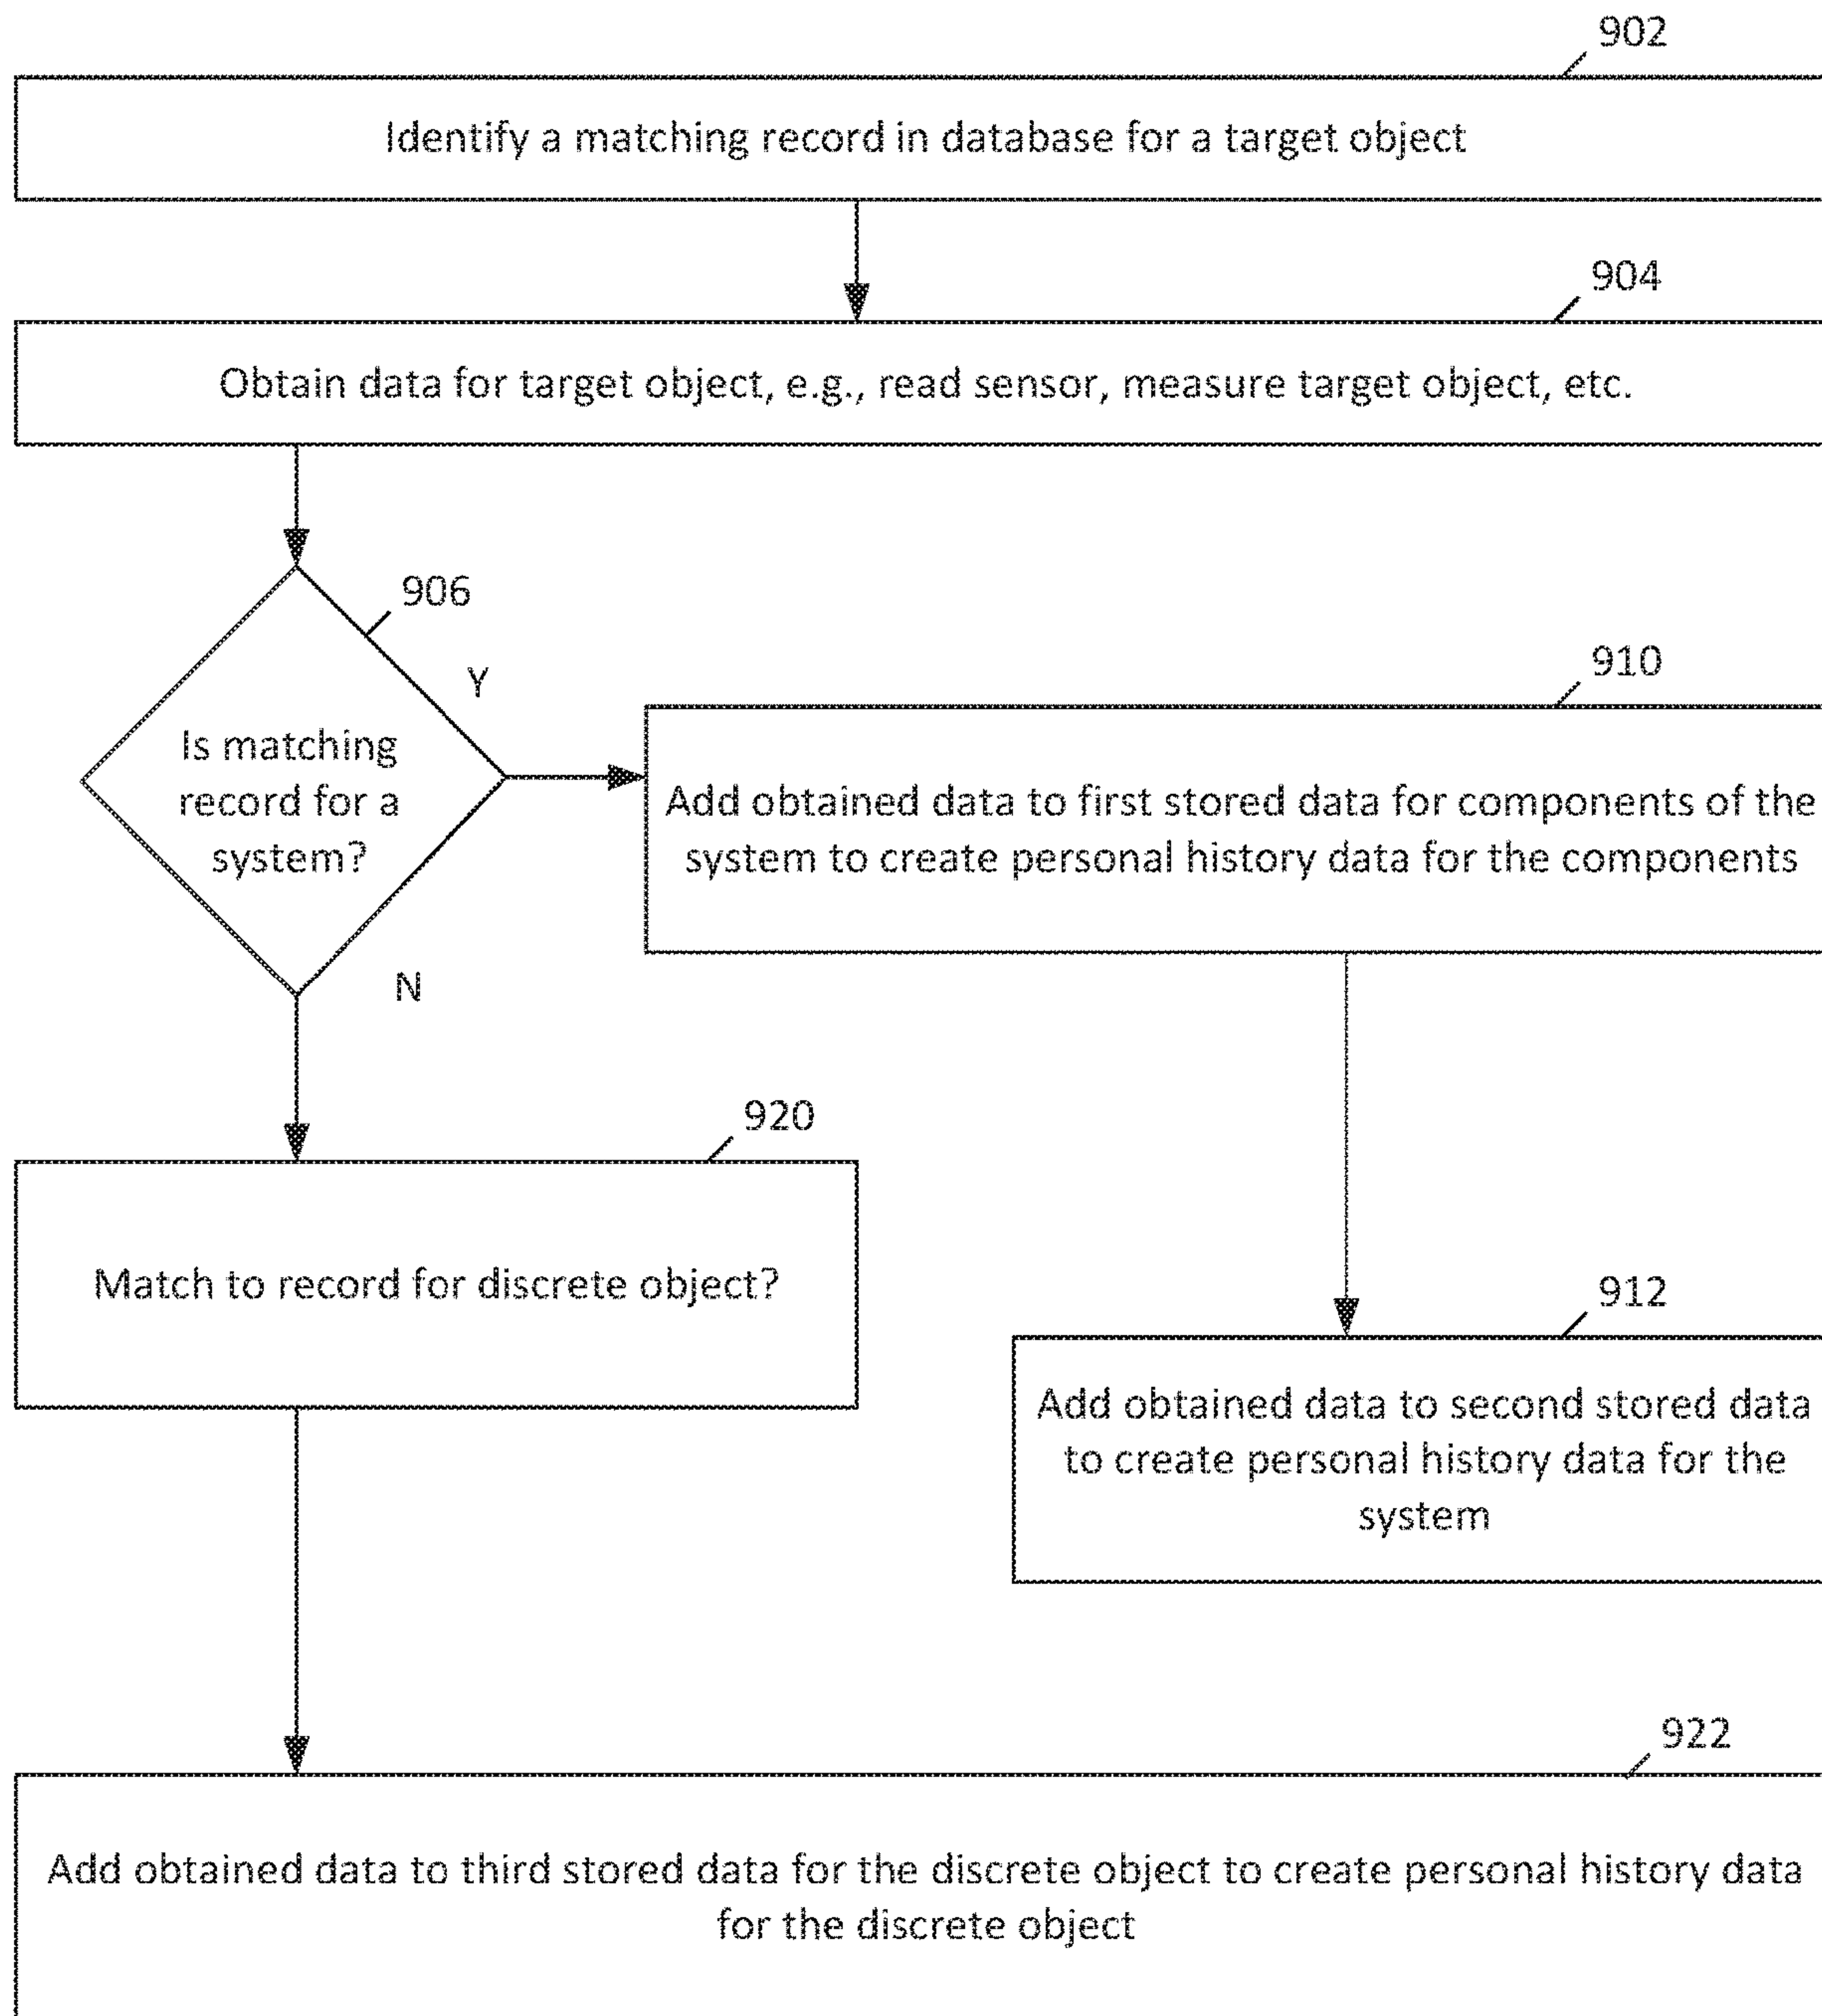 902
Identify a matching record in database for a target object
904
Obtain data for target object, e.g., read sensor, measure target object, etc.
906
Y
Is matching
record for a
system?
N
910
Add obtained data to first stored data for components of the
system to create personal history data for the components
920
Match to record for discrete object?
912
Add obtained data to second stored data
to create personal history data for the
system
922
Add obtained data to third stored data for the discrete object to create personal history data
for the discrete object